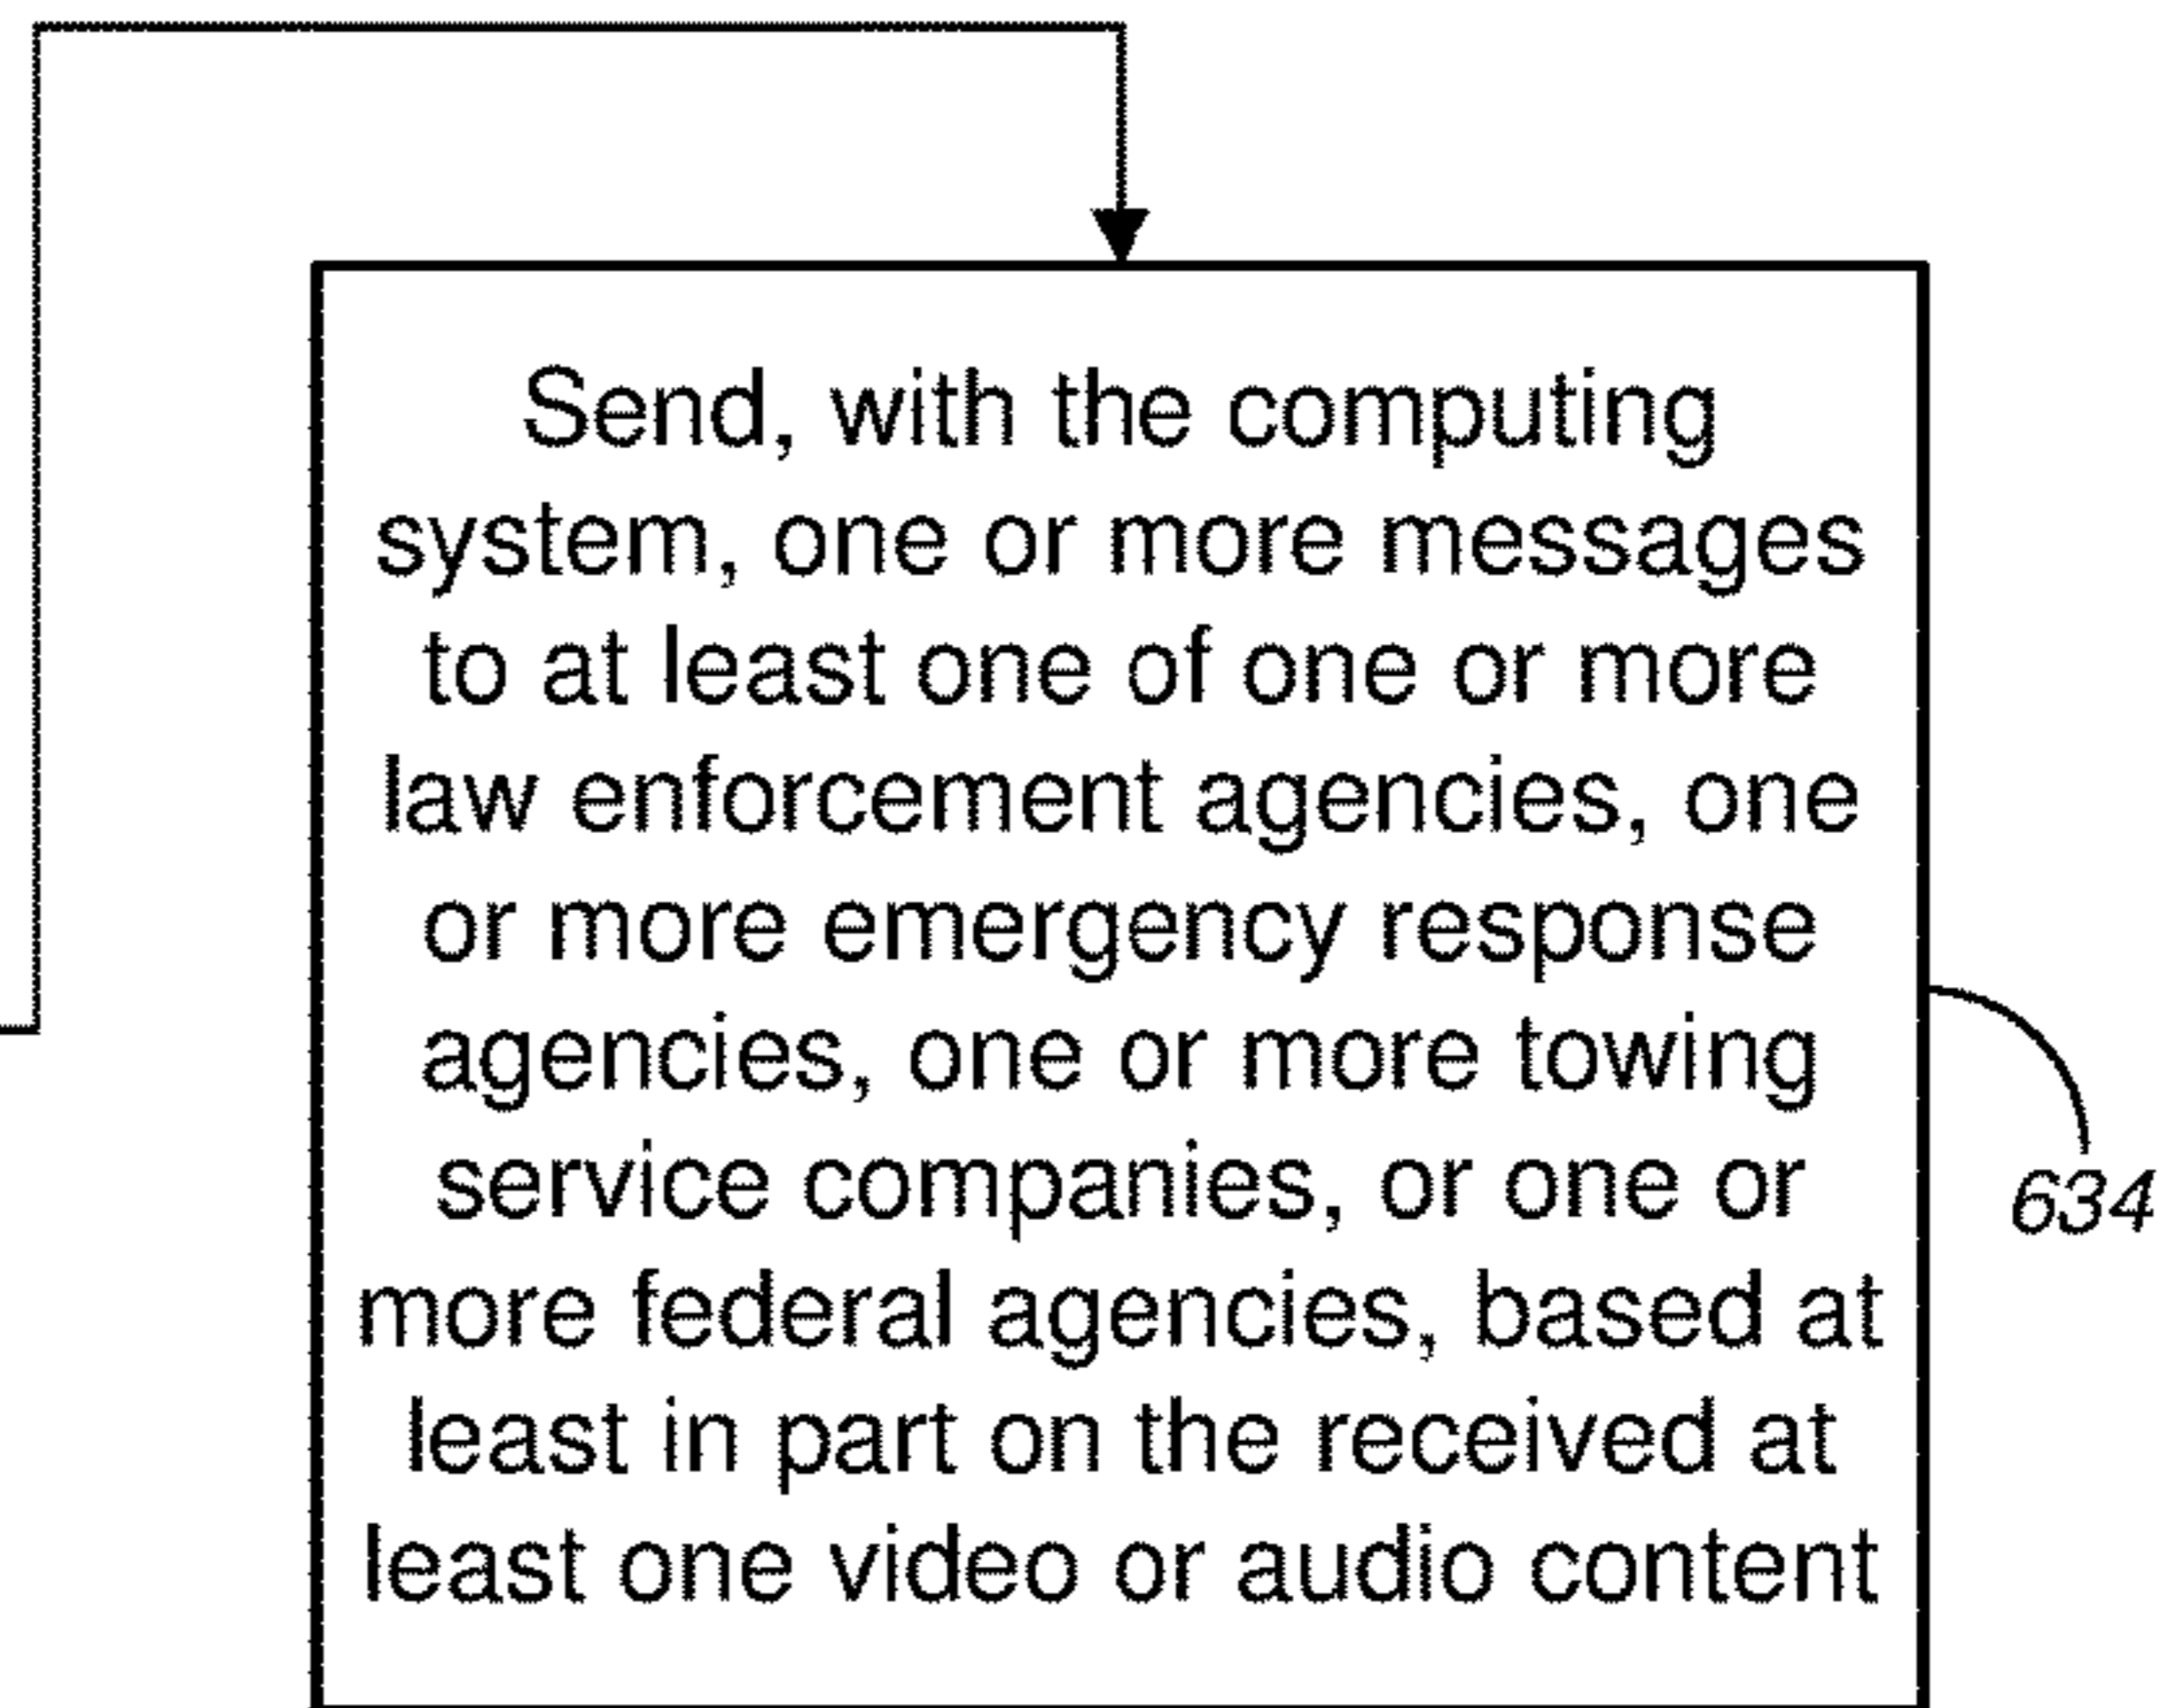 Send, with the computing
system, one or more messages
to at least one of one or more
law enforcement agencies, one
or more emergency response
agencies, one or more towing
service companies, or one or
more federal agencies, based at
least in part on the received at
least one video or audio content
634